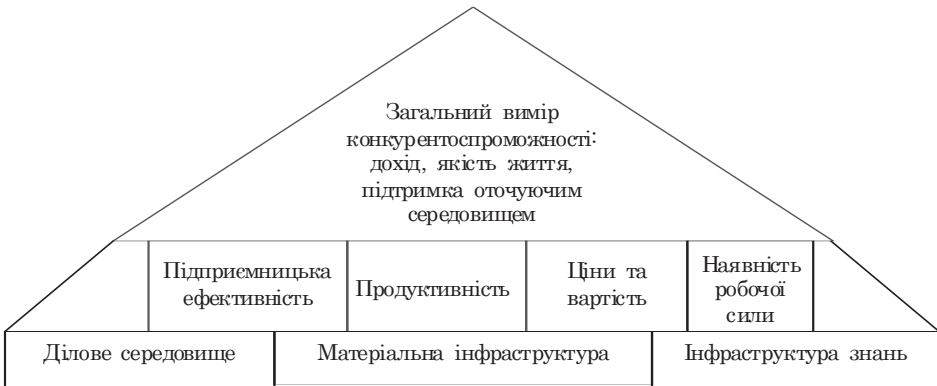 Загальний вимір
конкурентоспроможності:
дохід, якість життя,
підтримка оточуючим
середовищем
Підприємницька
ефективність
Продуктивність
Ціни та
вартість
Наявність
робочої
сили
Ділове середовище
Матеріальна інфраструктура
Інфраструктура знань